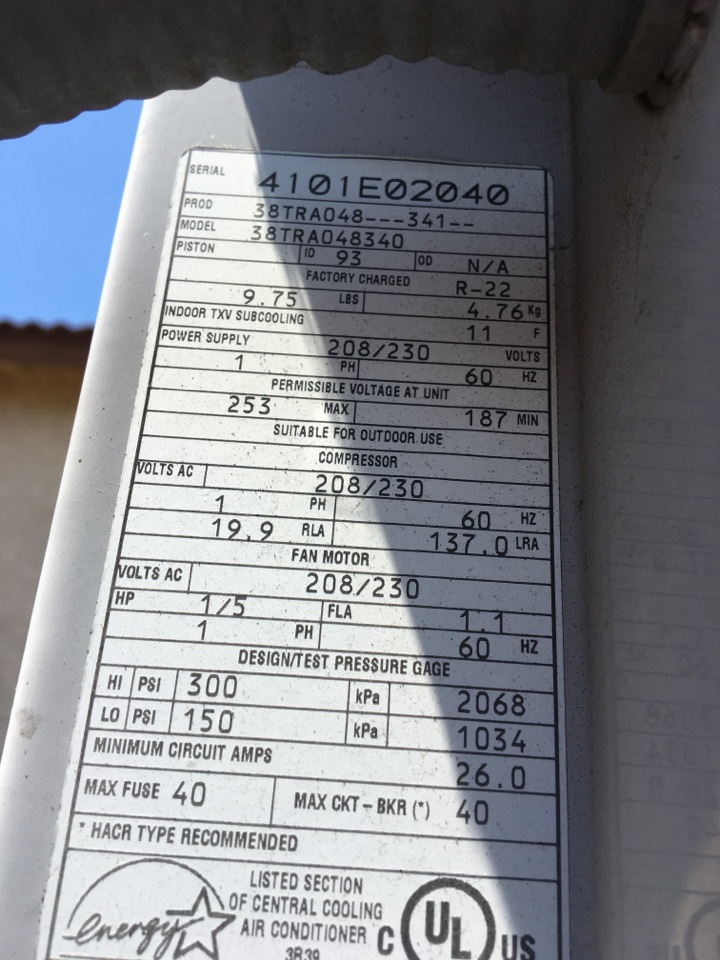 SERIAL 4101E02040
PROD 38TRA048---341--
MODEL 38TRA048340
PISTON ID 93 OD N/A
FACTORY CHARGED R-22
9.75 LBS 4.76 Kg
INDOOR TXV SUBCOOLING 11 F
POWER SUPPLY 208/230 VOLTS
1 PH 60 HZ
PERMISSIBLE VOLTAGE AT UNIT
253 MAX 187 MIN
SUITABLE FOR OUTDOOR USE
COMPRESSOR
VOLTS AC 208/230
1 PH 60 HZ
19.9 RLA 137.0 LRA
FAN MOTOR
VOLTS AC 208/230
HP 1/5 FLA 1.1
1 PH 60 HZ
DESIGN/TEST PRESSURE GAGE
HI PSI 300 kPa 2068
LO PSI 150 kPa 1034
MINIMUM CIRCUIT AMPS 26.0
MAX FUSE 40 MAX CKT-BKR (*) 40
* HACR TYPE RECOMMENDED
energy
LISTED SECTION
OF CENTRAL COOLING
AIR CONDITIONER
3R39
C UL US